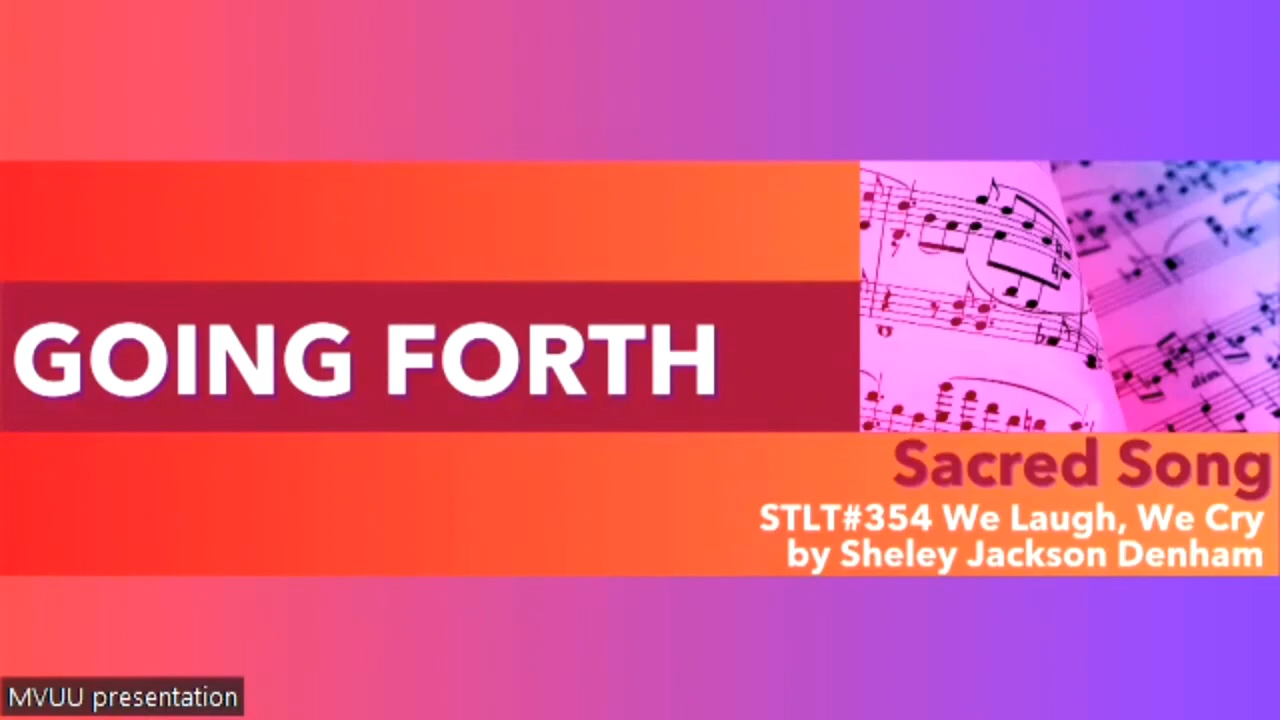 GOING FORTH
Sacred Song
STLT#354 We Laugh, We Cry
by Sheley Jackson Denham
MVUU presentation